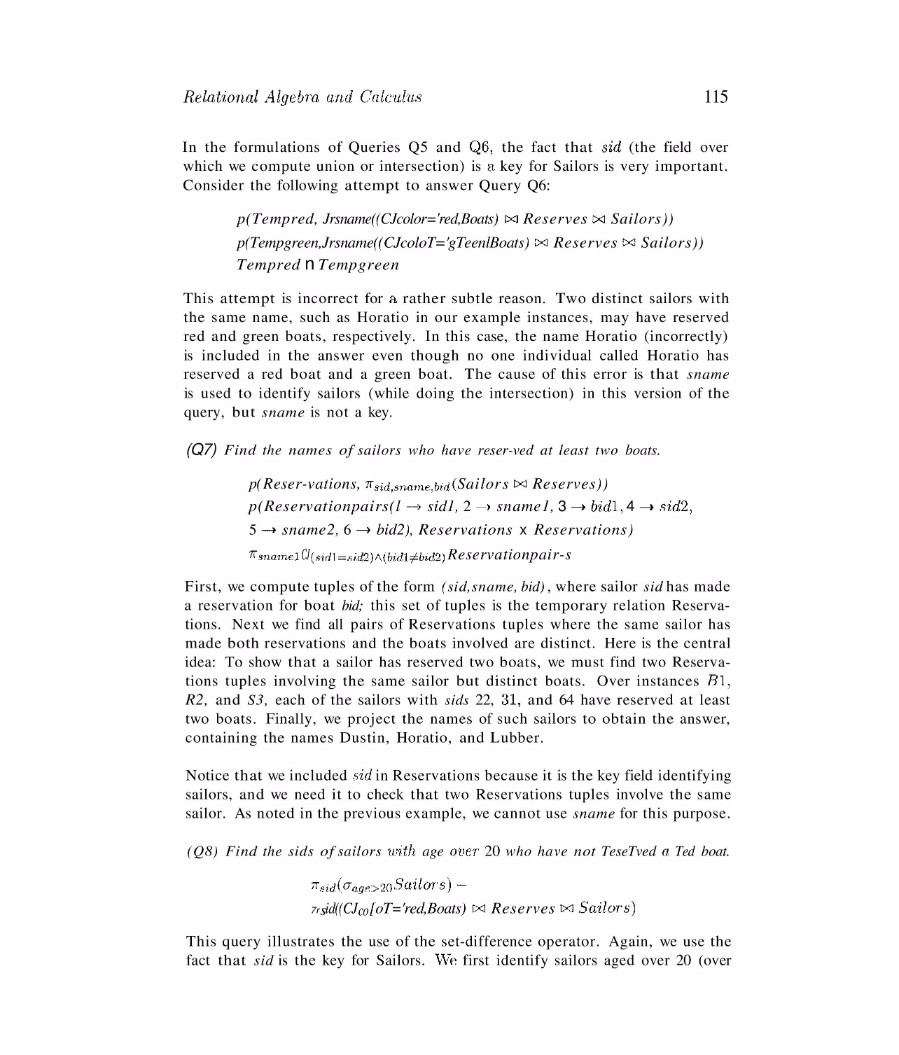 Relational Algebra and Calculus 115
In the formulations of Queries Q5 and Q6, the fact that sid (the field over
which we compute union or intersection) is a key for Sailors is very important.
Consider the following attempt to answer Query Q6:
p(Tempred, Jrsname((CJcolor='red,Boats) ⋈ Reserves ⋈ Sailors))
p(Tempgreen,Jrsname((CJcoloT='gTeenlBoats) ⋈ Reserves ⋈ Sailors))
Tempred n Tempgreen
This attempt is incorrect for a rather subtle reason. Two distinct sailors with
the same name, such as Horatio in our example instances, may have reserved
red and green boats, respectively. In this case, the name Horatio (incorrectly)
is included in the answer even though no one individual called Horatio has
reserved a red boat and a green boat. The cause of this error is that sname
is used to identify sailors (while doing the intersection) in this version of the
query, but sname is not a key.
(Q7) Find the names of sailors who have reser-ved at least two boats.
p(Reser-vations, π sid,sname,bid (Sailors ⋈ Reserves))
p(Reservationpairs(l → sidl, 2 → snamel, 3 → bid1, 4 → sid2,
5 → sname2, 6 → bid2), Reservations x Reservations)
π sname1 CJ(sid1=sid2)∧(bid1≠bid2) Reservationpair-s
First, we compute tuples of the form (sid,sname, bid), where sailor sid has made
a reservation for boat bid; this set of tuples is the temporary relation Reserva-
tions. Next we find all pairs of Reservations tuples where the same sailor has
made both reservations and the boats involved are distinct. Here is the central
idea: To show that a sailor has reserved two boats, we must find two Reserva-
tions tuples involving the same sailor but distinct boats. Over instances B1,
R2, and S3, each of the sailors with sids 22, 31, and 64 have reserved at least
two boats. Finally, we project the names of such sailors to obtain the answer,
containing the names Dustin, Horatio, and Lubber.
Notice that we included sid in Reservations because it is the key field identifying
sailors, and we need it to check that two Reservations tuples involve the same
sailor. As noted in the previous example, we cannot use sname for this purpose.
(Q8) Find the sids of sailors with age over 20 who have not TeseTved a Ted boat.
π sid (σ age>20 Sailors) −
7rsid((CJco[oT='red,Boats) ⋈ Reserves ⋈ Sailors)
This query illustrates the use of the set-difference operator. Again, we use the
fact that sid is the key for Sailors. We first identify sailors aged over 20 (over